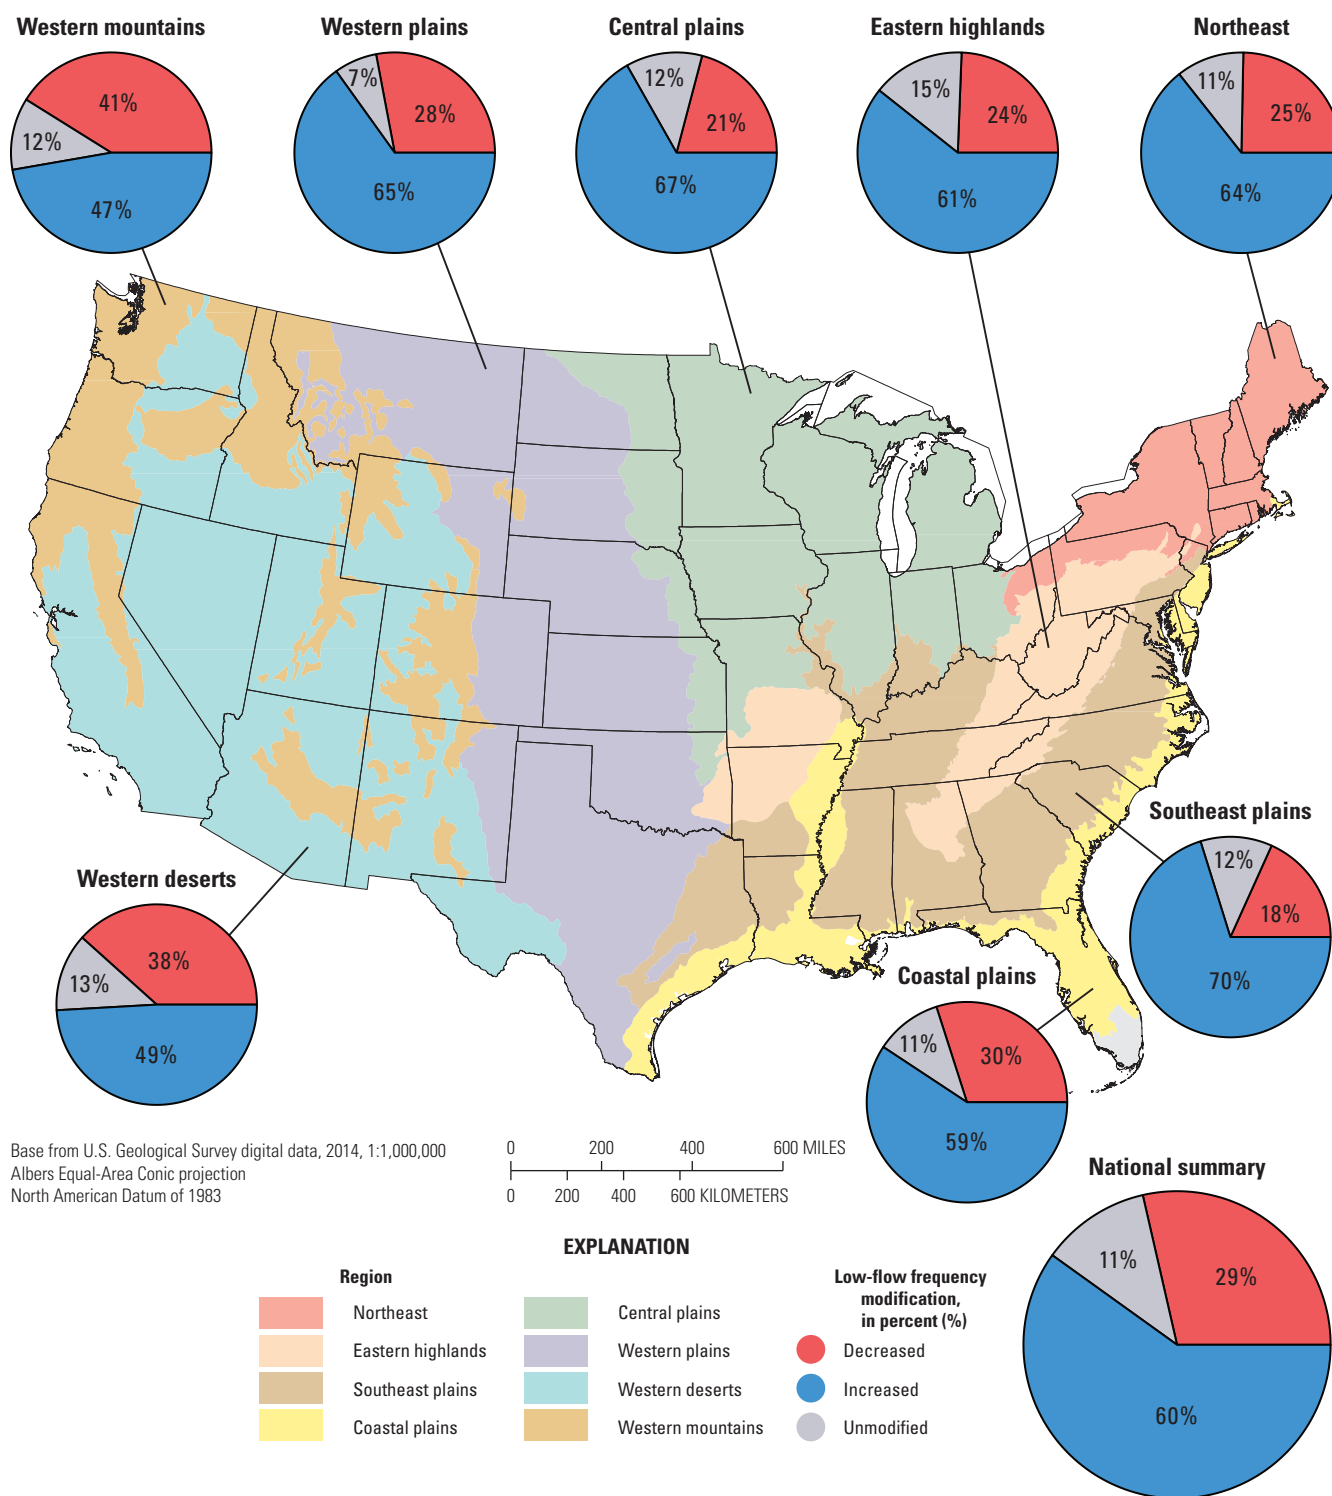 Western mountains
41%
12%
47%
Western plains
7%
28%
65%
Central plains
12%
21%
67%
Eastern highlands
15%
24%
61%
Northeast
11%
25%
64%
Southeast plains
12%
18%
70%
Western deserts
38%
13%
49%
Coastal plains
11%
30%
59%
Base from U.S. Geological Survey digital data, 2014, 1:1,000,000
Albers Equal-Area Conic projection
North American Datum of 1983
0 200 400 600 MILES
0 200 400 600 KILOMETERS
National summary
11%
29%
60%
EXPLANATION
Region
Northeast
Eastern highlands
Southeast plains
Coastal plains
Central plains
Western plains
Western deserts
Western mountains
Low-flow frequency
modification,
in percent (%)
Decreased
Increased
Unmodified